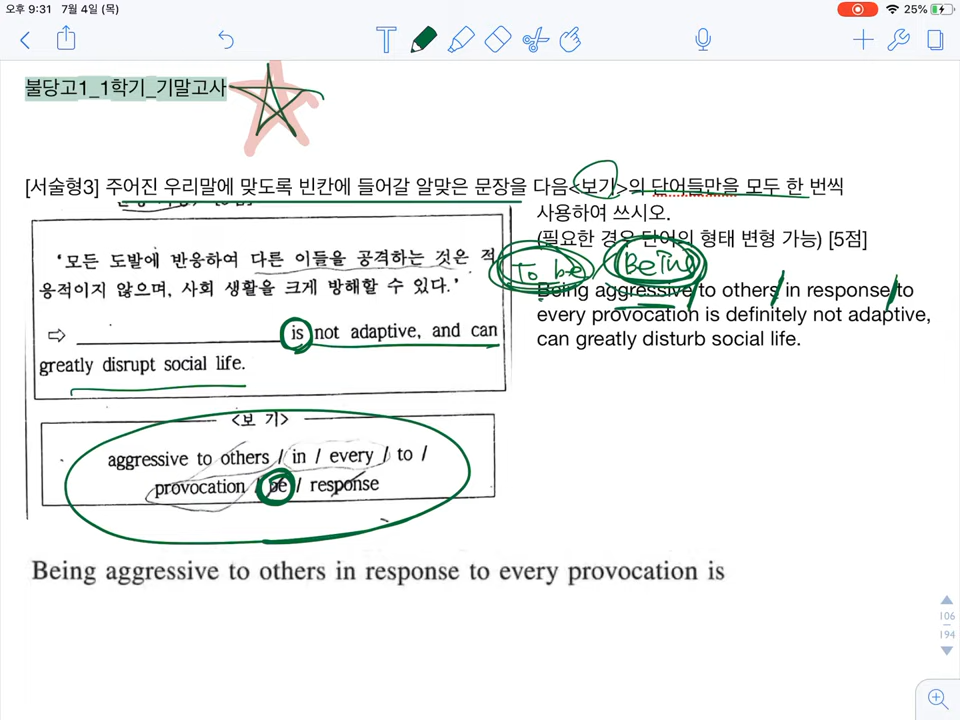 오후 9:31 7월 4일 (목)
25%
불당고1_1학기_기말고사
[서술형3] 주어진 우리말에 맞도록 빈칸에 들어갈 알맞은 문장을 다음<보기>의 단어들만을 모두 한 번씩
사용하여 쓰시오.
(필요한 경우 단어의 형태 변형 가능) [5점]
'모든 도발에 반응하여 다른 이들을 공격하는 것은 적
응적이지 않으며, 사회 생활을 크게 방해할 수 있다.'
⇨ ____________________ is not adaptive, and can
greatly disrupt social life.
To be / Being
Being aggressive to others in response to
every provocation is definitely not adaptive,
can greatly disturb social life.
<보 기>
aggressive to others / in / every / to /
provocation / be / response
Being aggressive to others in response to every provocation is
106
194